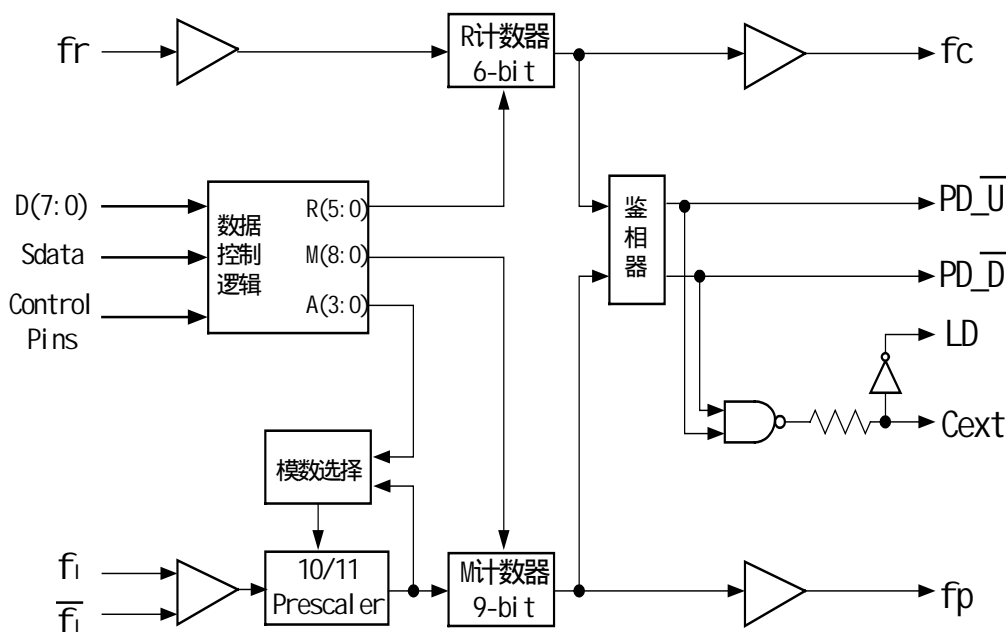 fr
R计数器
6-bit
fc
D(7:0)
Sdata
Control
Pins
数据
控制
逻辑
R(5:0)
M(8:0)
A(3:0)
鉴
相
器
PD_U̅
PD_D̅
LD
Cext
模数选择
fI
f̅I̅
10/11
Prescaler
M计数器
9-bit
fp